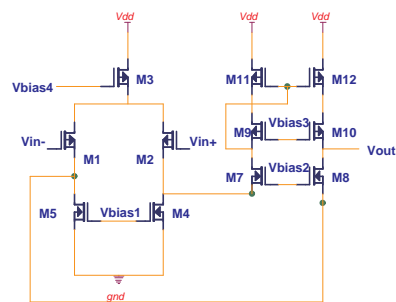 Vdd
Vdd
Vdd
M3
M11
M12
Vbias4
Vin-
Vin+
M9
Vbias3
M10
M1
M2
Vout
Vbias2
M7
M8
M5
Vbias1
M4
gnd